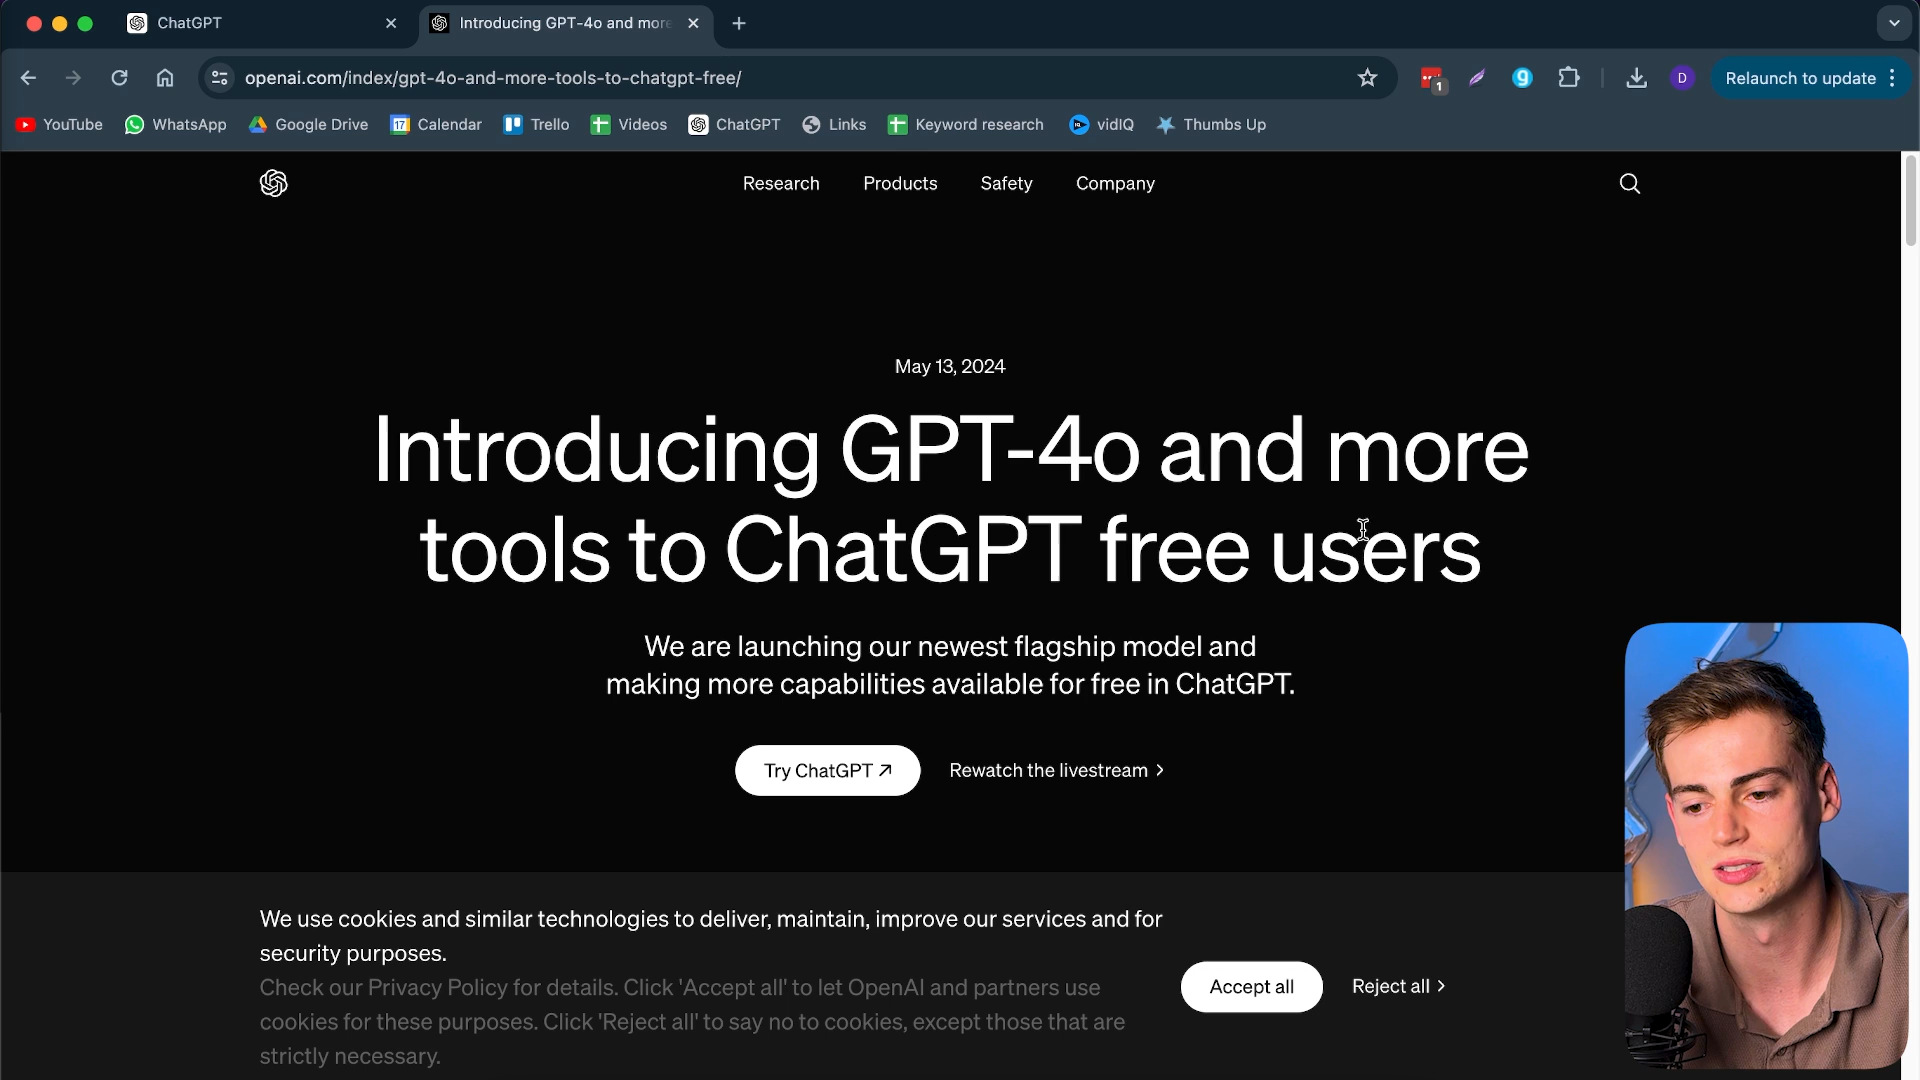 ChatGPT
Introducing GPT-4o and more
openai.com/index/gpt-4o-and-more-tools-to-chatgpt-free/
1
D
Relaunch to update
YouTube
WhatsApp
Google Drive
17
Calendar
Trello
Videos
ChatGPT
Links
Keyword research
vidIQ
Thumbs Up
Research
Products
Safety
Company
May 13, 2024
Introducing GPT-4o and more
tools to ChatGPT free users
We are launching our newest flagship model and
making more capabilities available for free in ChatGPT.
Try ChatGPT
Rewatch the livestream
We use cookies and similar technologies to deliver, maintain, improve our services and for
security purposes.
Check our Privacy Policy for details. Click 'Accept all' to let OpenAI and partners use
cookies for these purposes. Click 'Reject all' to say no to cookies, except those that are
strictly necessary.
Accept all
Reject all